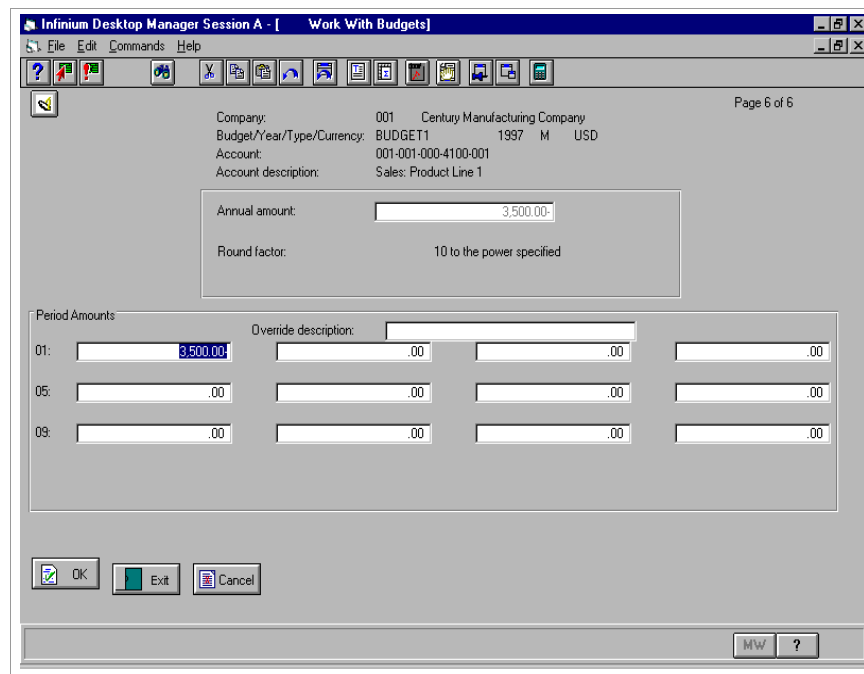 Infinium Desktop Manager Session A - [ Work With Budgets]
File Edit Commands Help
Page 6 of 6
Company: 001 Century Manufacturing Company
Budget/Year/Type/Currency: BUDGET1 1997 M USD
Account: 001-001-000-4100-001
Account description: Sales: Product Line 1
Annual amount: 3,500.00-
Round factor: 10 to the power specified
Period Amounts
Override description:
01: 3,500.00- .00 .00 .00
05: .00 .00 .00 .00
09: .00 .00 .00 .00
OK Exit Cancel
MW ?